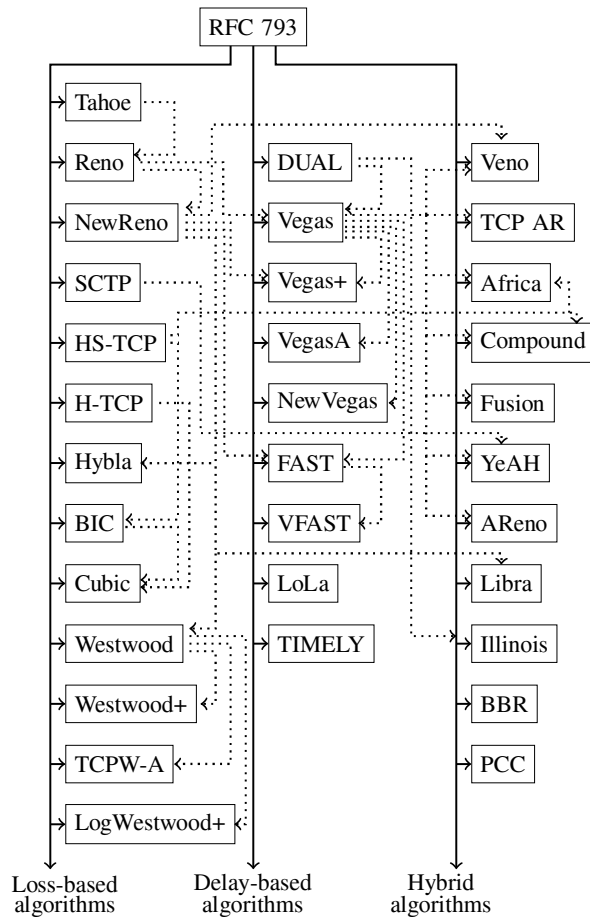 RFC 793
Tahoe
Reno
NewReno
SCTP
HS-TCP
H-TCP
Hybla
BIC
Cubic
Westwood
Westwood+
TCPW-A
LogWestwood+
Loss-based
algorithms
DUAL
Vegas
Vegas+
VegasA
NewVegas
FAST
VFAST
LoLa
TIMELY
Delay-based
algorithms
Veno
TCP AR
Africa
Compound
Fusion
YeAH
AReno
Libra
Illinois
BBR
PCC
Hybrid
algorithms